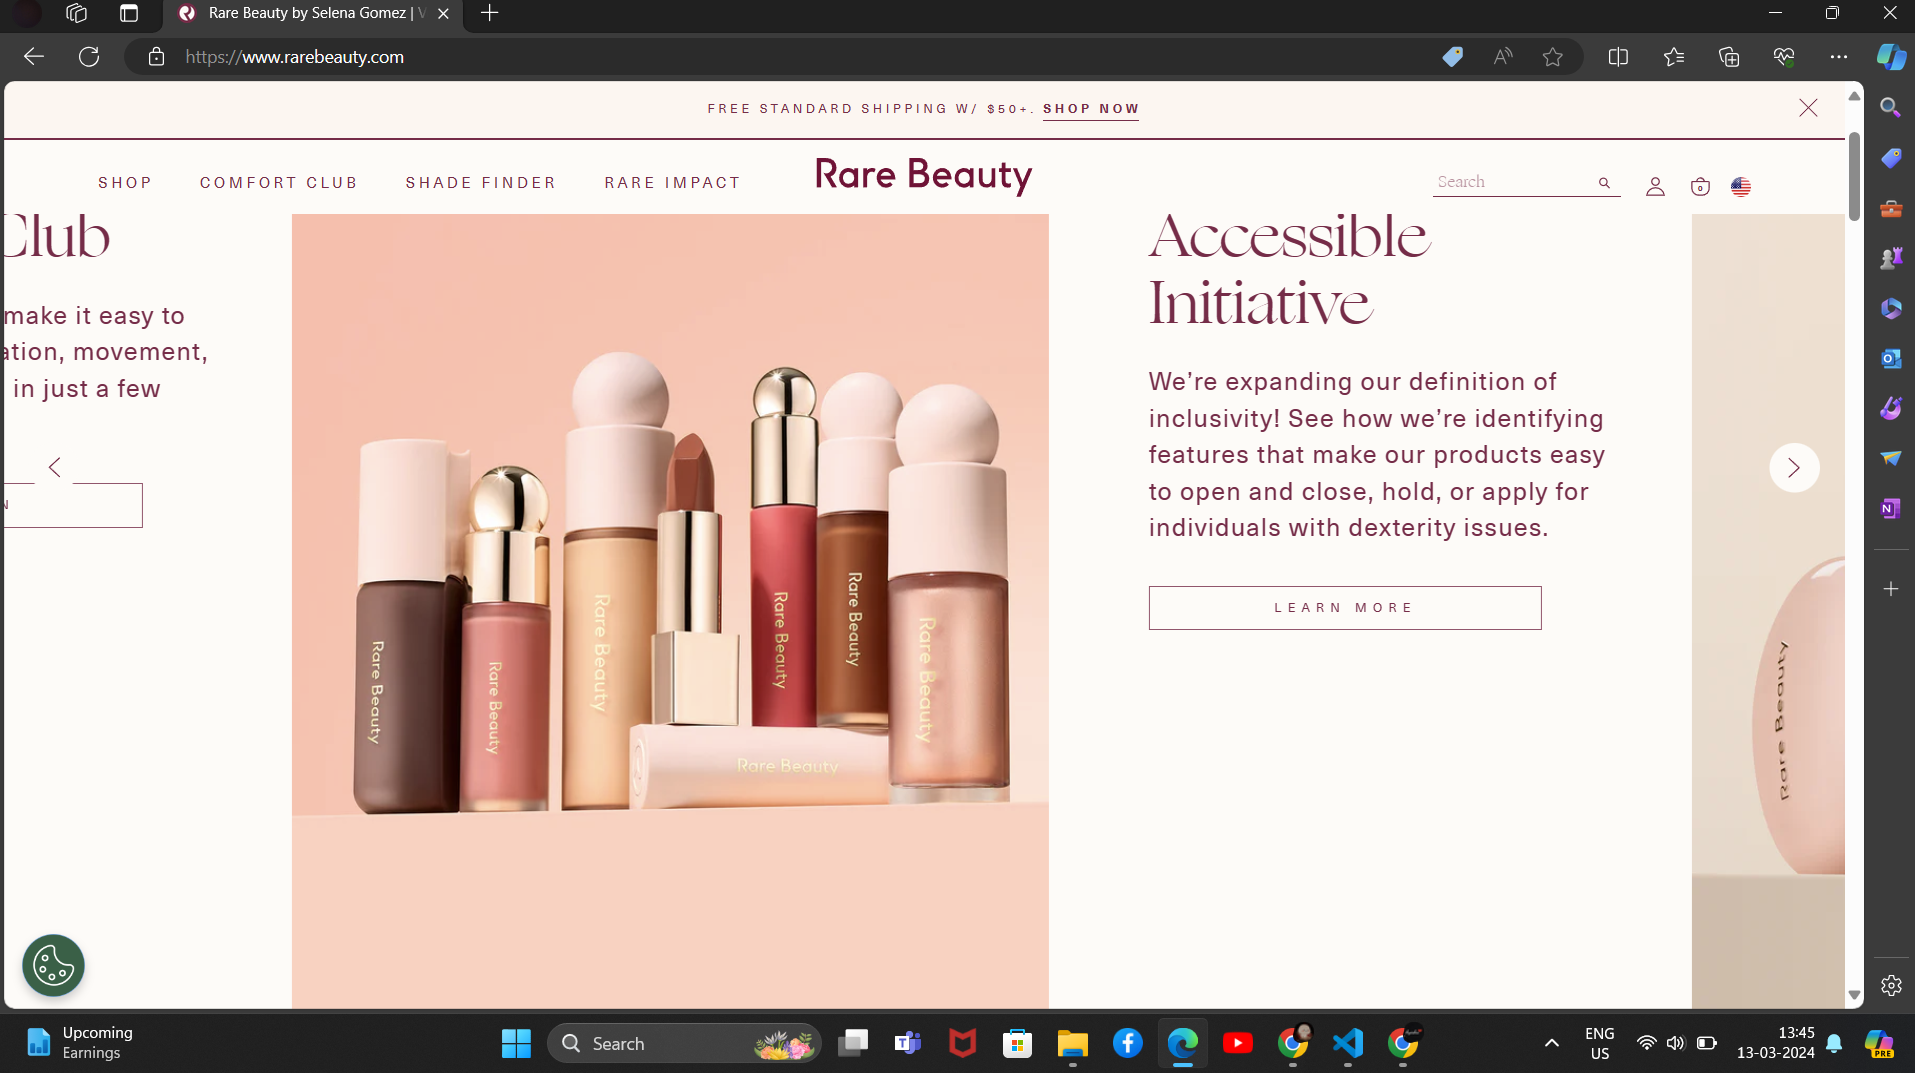 Rare Beauty by Selena Gomez |
https://www.rarebeauty.com
FREE STANDARD SHIPPING W/ $50+. SHOP NOW
SHOP COMFORT CLUB SHADE FINDER RARE IMPACT
Rare Beauty
Search
0
Club
make it easy to
ation, movement,
in just a few
N
Rare Beauty
Rare Beauty
Rare Beauty
Rare Beauty
Rare Beauty
Rare Beauty
Rare Beauty
Accessible
Initiative
We’re expanding our definition of
inclusivity! See how we’re identifying
features that make our products easy
to open and close, hold, or apply for
individuals with dexterity issues.
LEARN MORE
Rare Beauty
Upcoming
Earnings
Search
ENG
US
13:45
13-03-2024
PRE